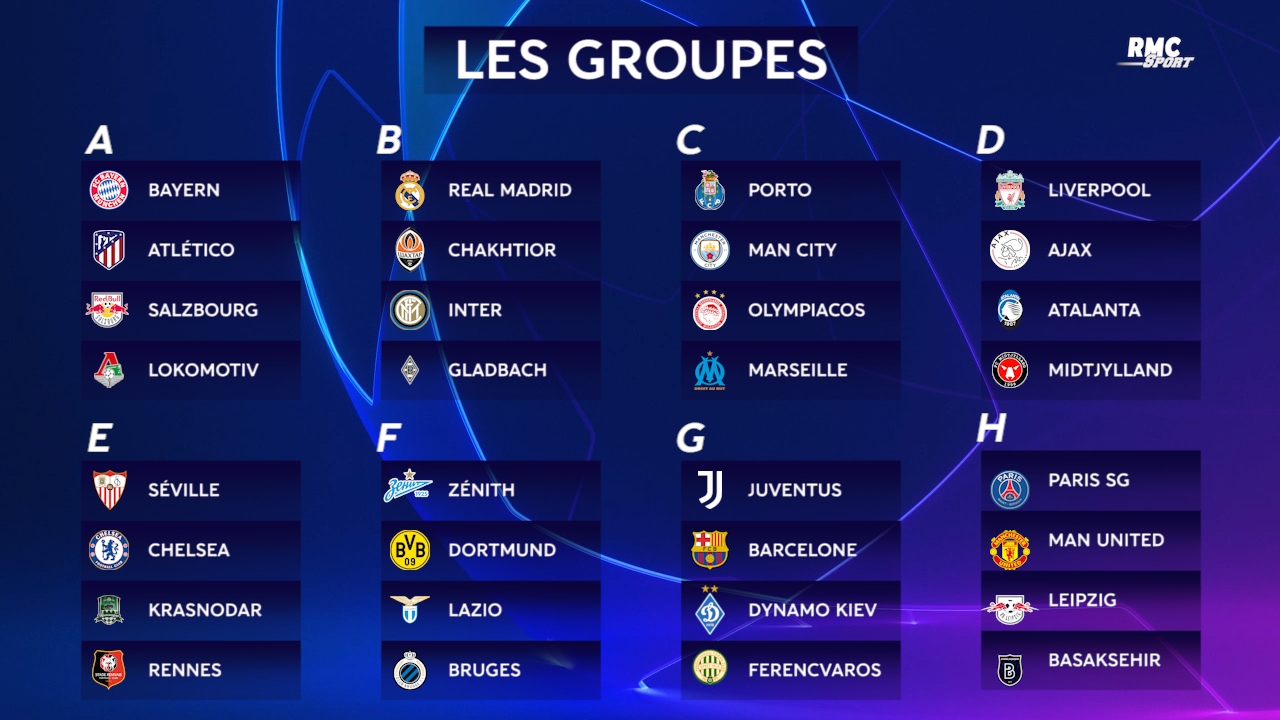 LES GROUPES
RMC
SPORT
A
BAYERN
ATLÉTICO
SALZBOURG
LOKOMOTIV
B
REAL MADRID
CHAKHTIOR
INTER
GLADBACH
C
PORTO
MAN CITY
OLYMPIACOS
MARSEILLE
D
LIVERPOOL
AJAX
ATALANTA
MIDTJYLLAND
E
SÉVILLE
CHELSEA
KRASNODAR
RENNES
F
ZÉNITH
DORTMUND
LAZIO
BRUGES
G
JUVENTUS
BARCELONE
DYNAMO KIEV
FERENCVAROS
H
PARIS SG
MAN UNITED
LEIPZIG
BASAKSEHIR